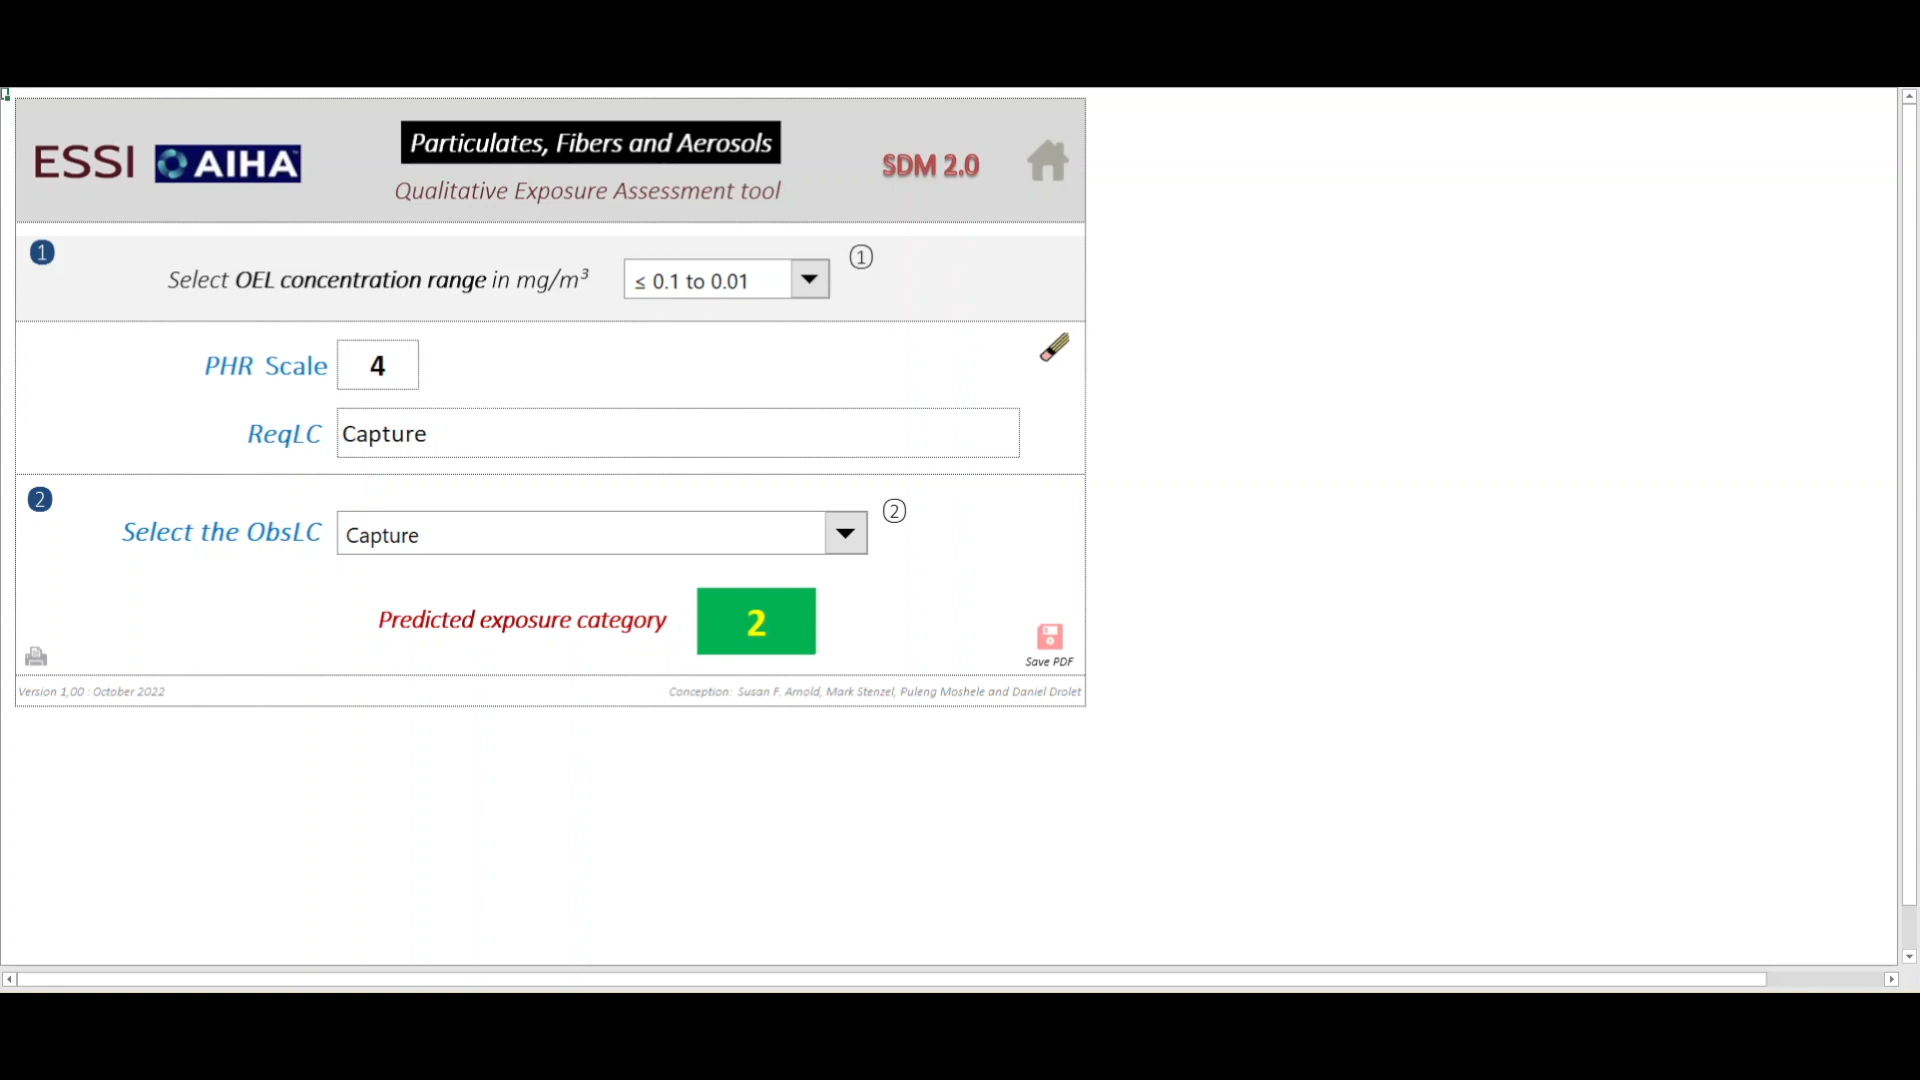 ESSI AIHA™
Particulates, Fibers and Aerosols
Qualitative Exposure Assessment tool
SDM 2.0
1
Select OEL concentration range in mg/m³
≤ 0.1 to 0.01
1
PHR Scale
4
ReqLC
Capture
2
Select the ObsLC
Capture
2
Predicted exposure category
2
Save PDF
Version 1,00 : October 2022
Conception: Susan F. Arnold, Mark Stenzel, Puleng Moshele and Daniel Drolet